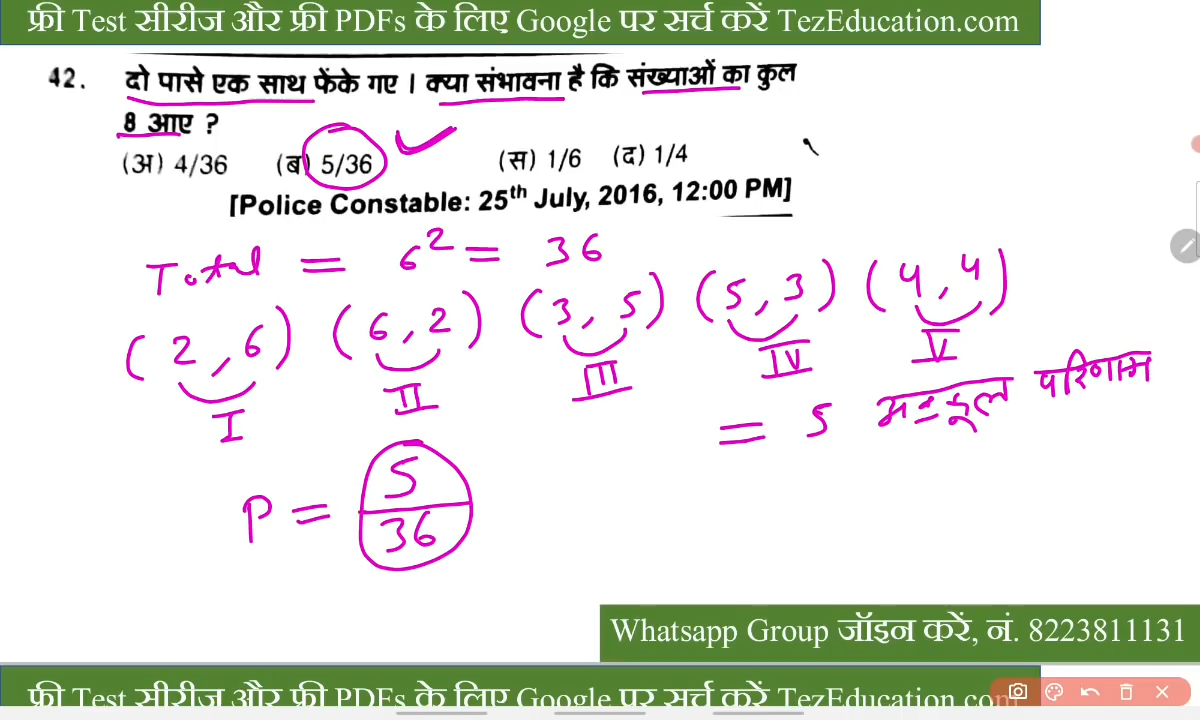 फ्री Test सीरीज और फ्री PDFs के लिए Google पर सर्च करें TezEducation.com
42. दो पासे एक साथ फेंके गए । क्या संभावना है कि संख्याओं का कुल
8 आए ?
(अ) 4/36 (ब) 5/36 (स) 1/6 (द) 1/4
[Police Constable: 25th July, 2016, 12:00 PM]
Total = 6² = 36
(2, 6) (6, 2) (3, 5) (5, 3) (4, 4)
I II III IV V
= 5 अनुकूल परिणाम
P = 5/36
Whatsapp Group जॉइन करें, नं. 8223811131
फ्री Test सीरीज और फ्री PDFs के लिए Google पर सर्च करें TezEducation.com